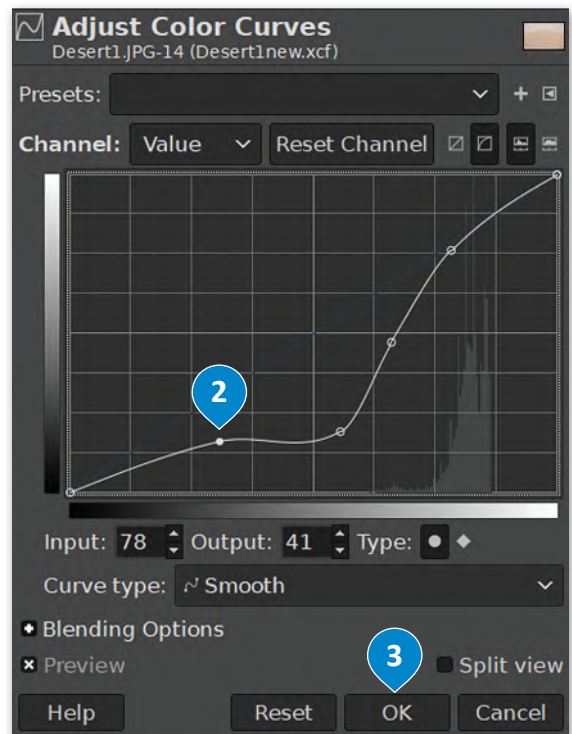 Adjust Color Curves
Desert1.JPG-14 (Desert1new.xcf)
Presets:
Channel: Value Reset Channel
2
Input: 78 Output: 41 Type:
Curve type: Smooth
Blending Options
Preview 3 Split view
Help Reset OK Cancel